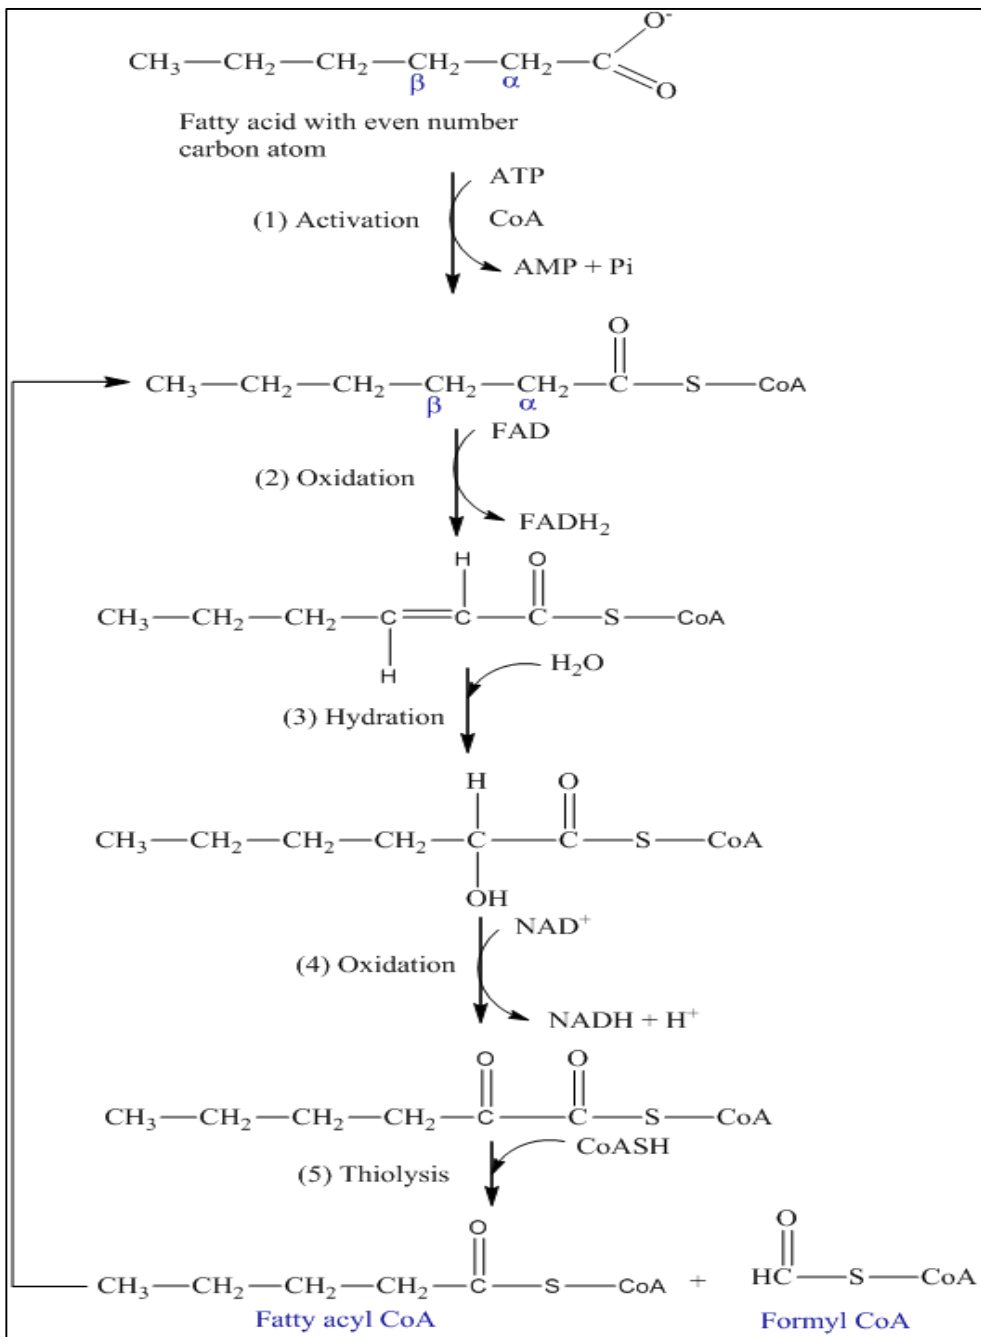 O⁻
CH₃—CH₂—CH₂—CH₂—CH₂—C
O
β α
Fatty acid with even number
carbon atom
ATP
(1) Activation CoA
AMP + Pi
O
CH₃—CH₂—CH₂—CH₂—CH₂—C—S—CoA
β α
FAD
(2) Oxidation
FADH₂
H O
CH₃—CH₂—CH₂—C=C—C—S—CoA
H
H₂O
(3) Hydration
H O
CH₃—CH₂—CH₂—CH₂—C—C—S—CoA
OH
NAD⁺
(4) Oxidation
NADH + H⁺
O O
CH₃—CH₂—CH₂—CH₂—C—C—S—CoA
CoASH
(5) Thiolysis
O O
CH₃—CH₂—CH₂—CH₂—C—S—CoA + HC—S—CoA
Fatty acyl CoA Formyl CoA